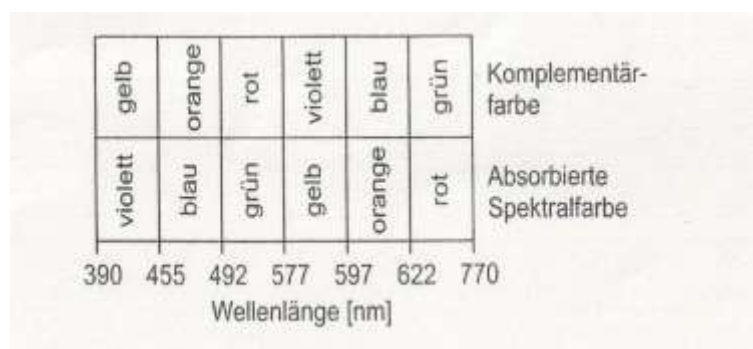 gelb orange rot violett blau grün Komplementär-
farbe
violett blau grün gelb orange rot Absorbierte
Spektralfarbe
390 455 492 577 597 622 770
Wellenlänge [nm]